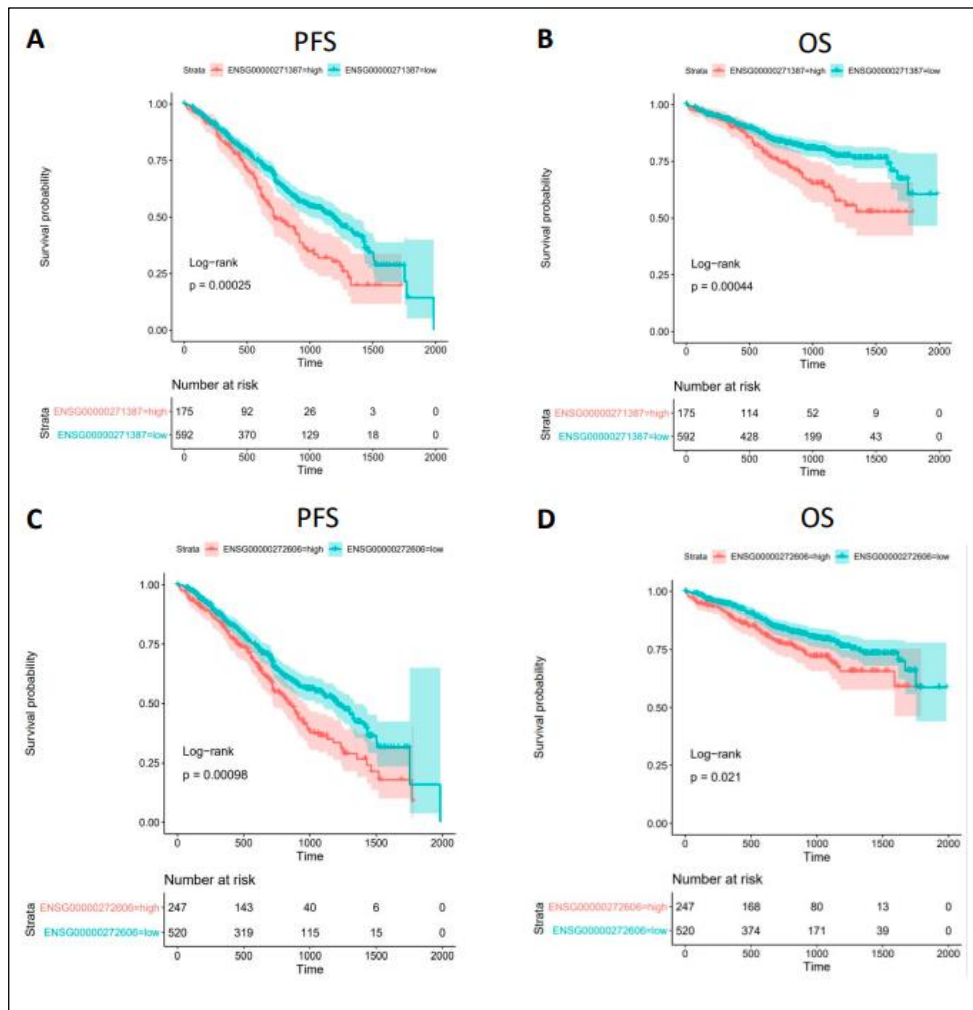 A
PFS
Strata ENSG00000271387=high ENSG00000271387=low
Survival probability
1.00
0.75
0.50
0.25
0.00
Log-rank
p = 0.00025
0 500 1000 1500 2000
Time
Number at risk
Strata
ENSG00000271387=high 175 92 26 3 0
ENSG00000271387=low 592 370 129 18 0
0 500 1000 1500 2000
Time
B
OS
Strata ENSG00000271387=high ENSG00000271387=low
Survival probability
1.00
0.75
0.50
0.25
0.00
Log-rank
p = 0.00044
0 500 1000 1500 2000
Time
Number at risk
Strata
ENSG00000271387=high 175 114 52 9 0
ENSG00000271387=low 592 428 199 43 0
0 500 1000 1500 2000
Time
C
PFS
Strata ENSG00000272606=high ENSG00000272606=low
Survival probability
1.00
0.75
0.50
0.25
0.00
Log-rank
p = 0.00098
0 500 1000 1500 2000
Time
Number at risk
Strata
ENSG00000272606=high 247 143 40 6 0
ENSG00000272606=low 520 319 115 15 0
0 500 1000 1500 2000
Time
D
OS
Strata ENSG00000272606=high ENSG00000272606=low
Survival probability
1.00
0.75
0.50
0.25
0.00
Log-rank
p = 0.021
0 500 1000 1500 2000
Time
Number at risk
Strata
ENSG00000272606=high 247 168 80 13 0
ENSG00000272606=low 520 374 171 39 0
0 500 1000 1500 2000
Time